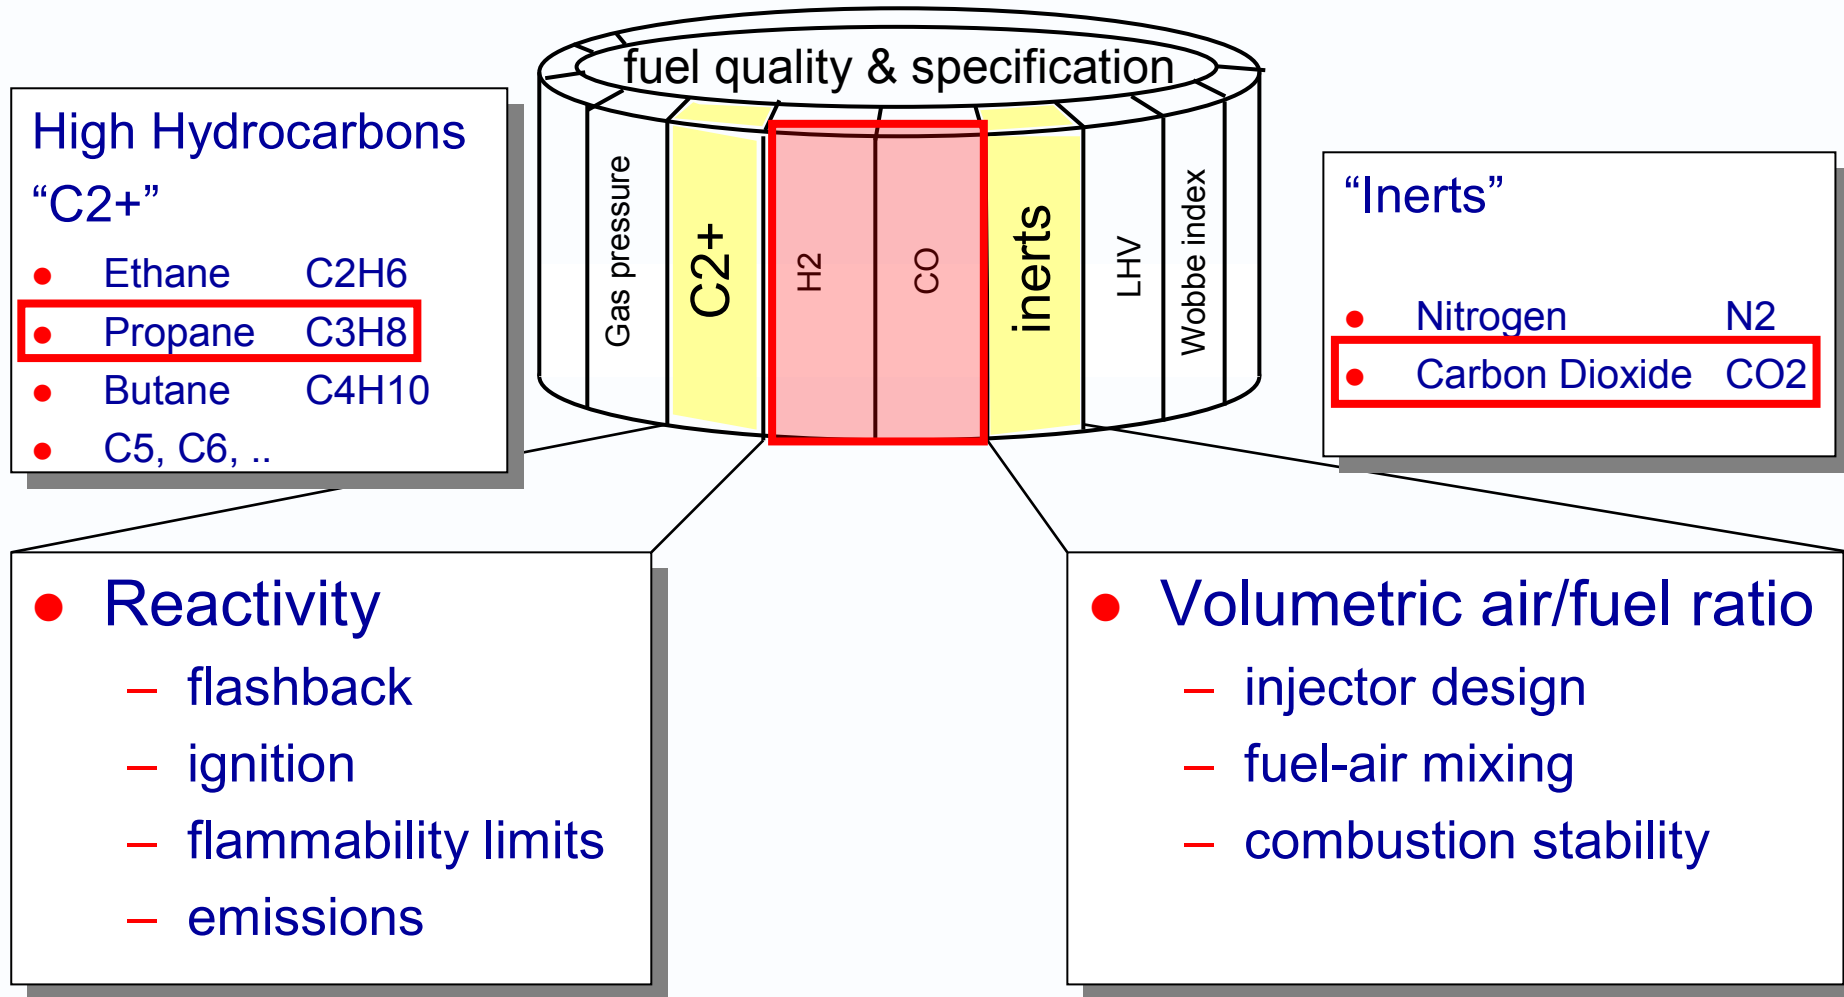 fuel quality & specification
Gas pressure
C2+
H2
CO
inerts
LHV
Wobbe index
High Hydrocarbons
“C2+”
● Ethane C2H6
● Propane C3H8
● Butane C4H10
● C5, C6, ..
“Inerts”
● Nitrogen N2
● Carbon Dioxide CO2
● Reactivity
– flashback
– ignition
– flammability limits
– emissions
● Volumetric air/fuel ratio
– injector design
– fuel-air mixing
– combustion stability